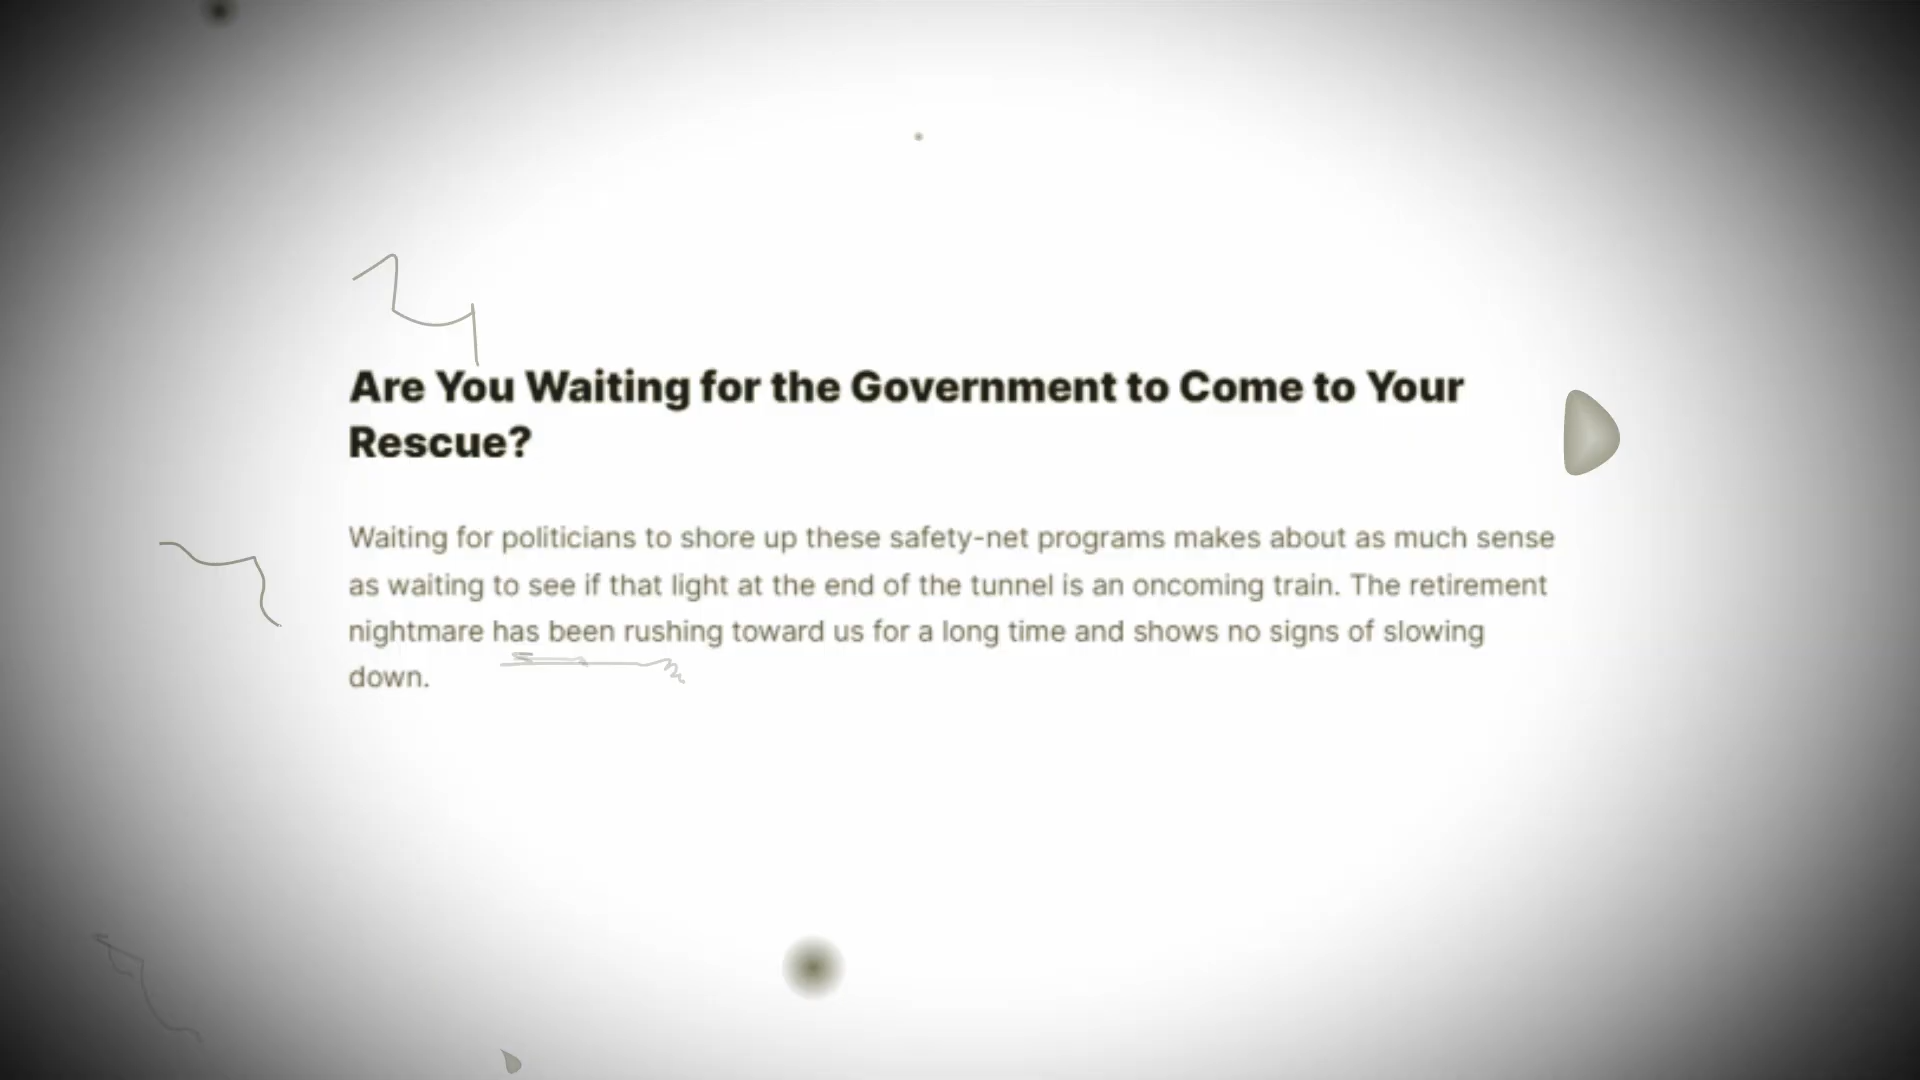 Are You Waiting for the Government to Come to Your
Rescue?
Waiting for politicians to shore up these safety-net programs makes about as much sense
as waiting to see if that light at the end of the tunnel is an oncoming train. The retirement
nightmare has been rushing toward us for a long time and shows no signs of slowing
down.